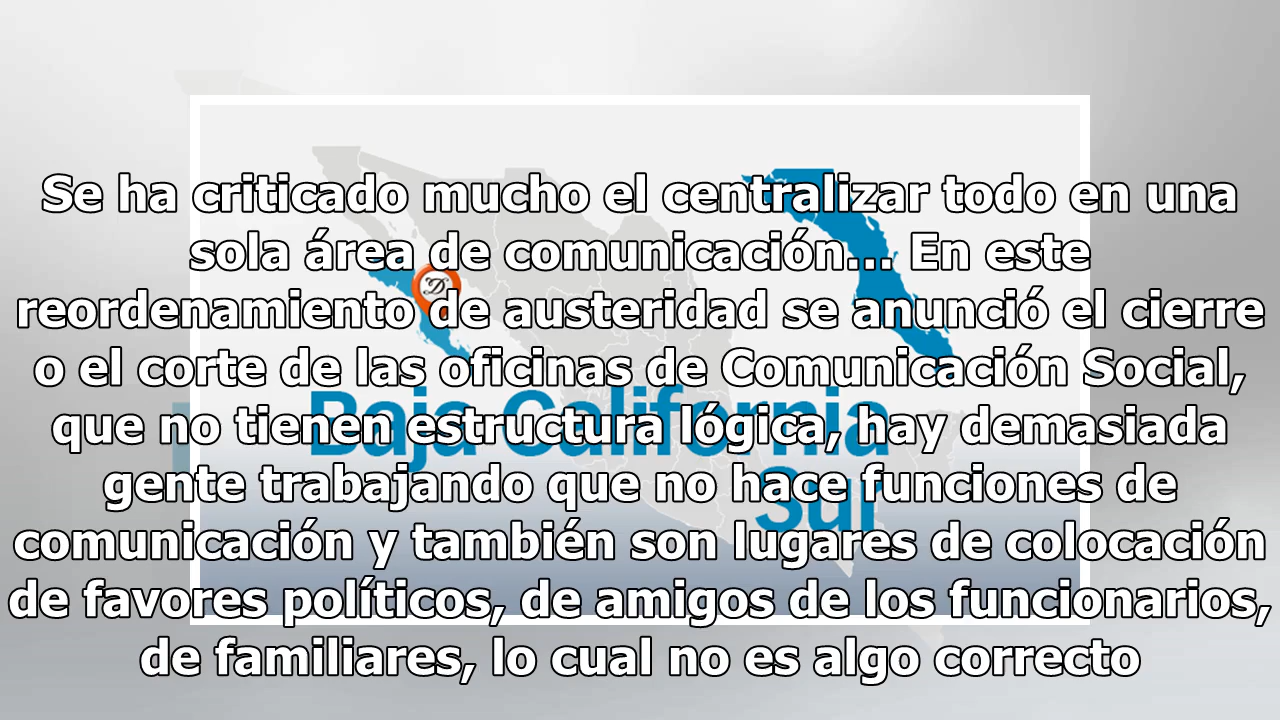 Se ha criticado mucho el centralizar todo en una
sola área de comunicación... En este
reordenamiento de austeridad se anunció el cierre
o el corte de las oficinas de Comunicación Social,
que no tienen estructura lógica, hay demasiada
gente trabajando que no hace funciones de
comunicación y también son lugares de colocación
de favores políticos, de amigos de los funcionarios,
de familiares, lo cual no es algo correcto
Baja California
Sur